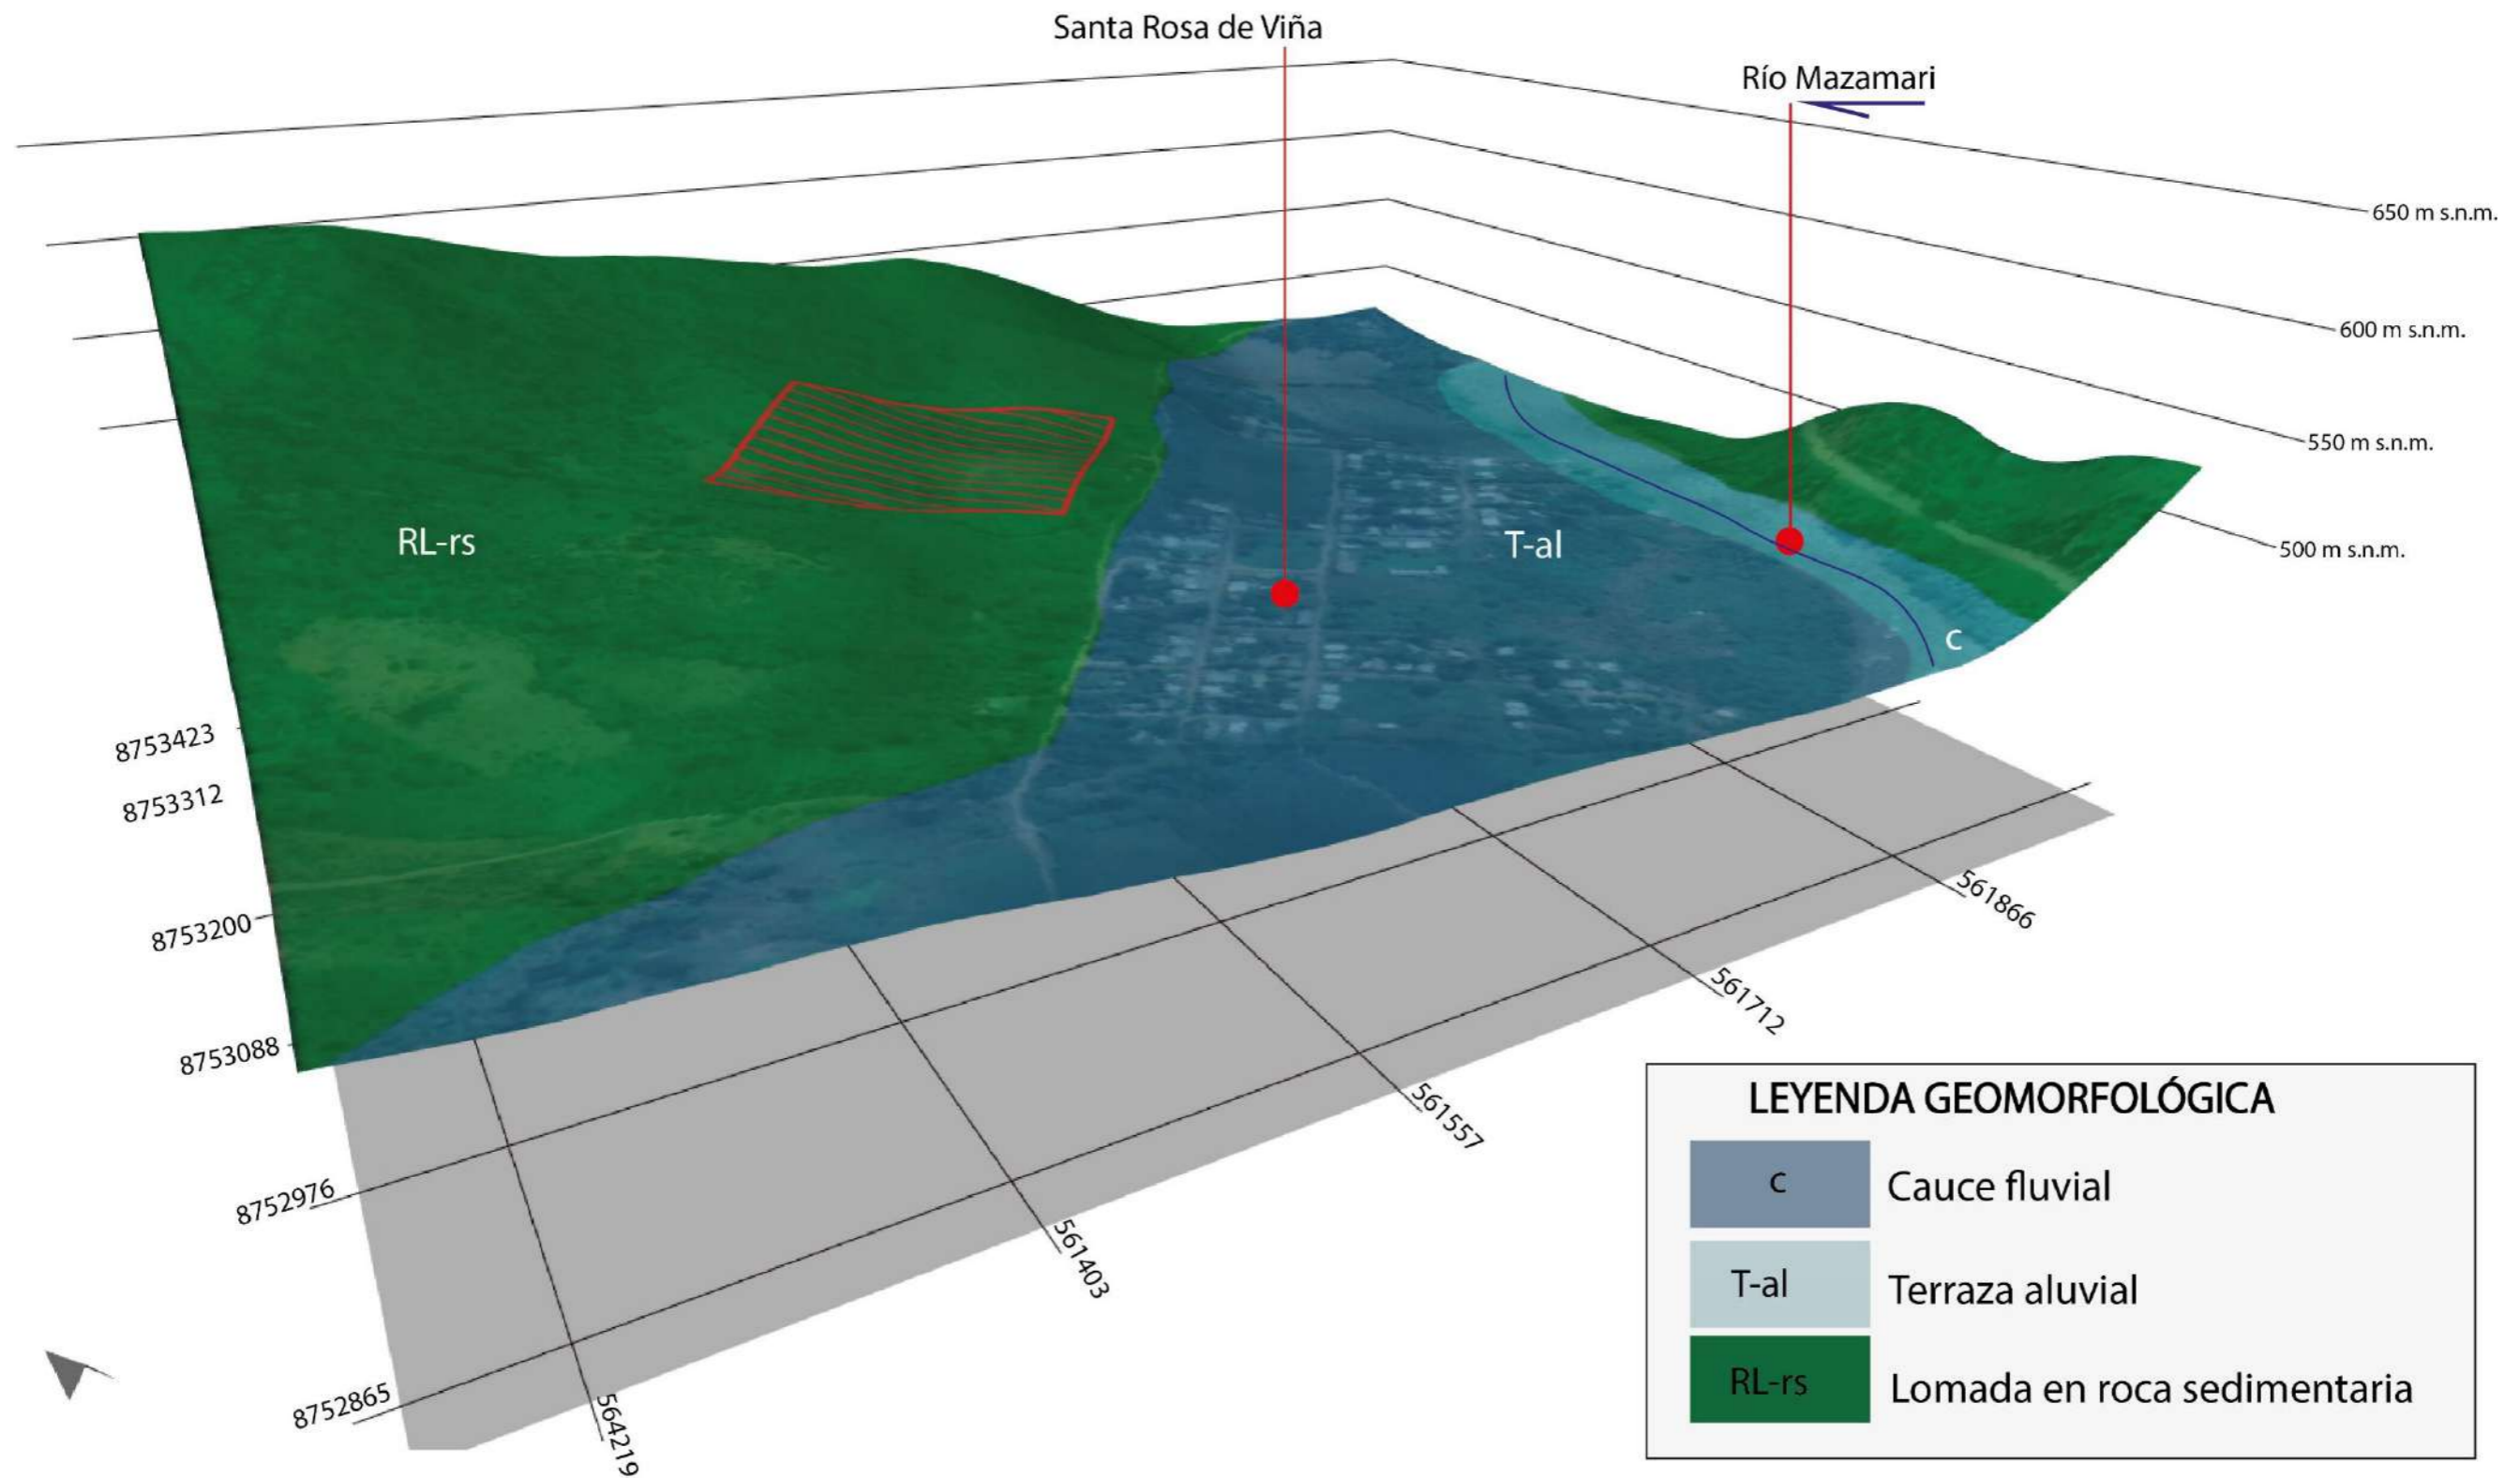 Santa Rosa de Viña
Río Mazamari
650 m s.n.m.
600 m s.n.m.
550 m s.n.m.
500 m s.n.m.
RL-rs
T-al
c
8753423
8753312
8753200
8753088
8752976
8752865
564219
561403
561557
561712
561866
LEYENDA GEOMORFOLÓGICA
c Cauce fluvial
T-al Terraza aluvial
RL-rs Lomada en roca sedimentaria